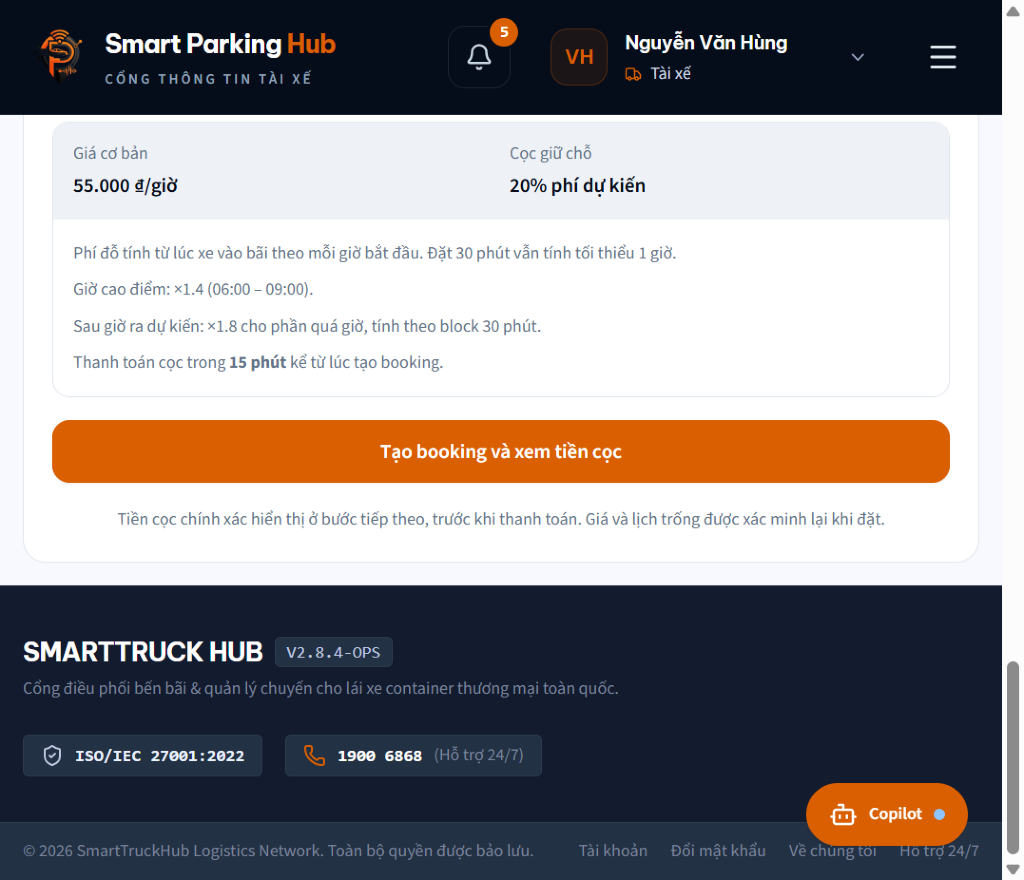 Smart Parking Hub
CỔNG THÔNG TIN TÀI XẾ
5
VH
Nguyễn Văn Hùng
Tài xế
Giá cơ bản
55.000 ₫/giờ
Cọc giữ chỗ
20% phí dự kiến
Phí đỗ tính từ lúc xe vào bãi theo mỗi giờ bắt đầu. Đặt 30 phút vẫn tính tối thiểu 1 giờ.
Giờ cao điểm: ×1.4 (06:00 – 09:00).
Sau giờ ra dự kiến: ×1.8 cho phần quá giờ, tính theo block 30 phút.
Thanh toán cọc trong 15 phút kể từ lúc tạo booking.
Tạo booking và xem tiền cọc
Tiền cọc chính xác hiển thị ở bước tiếp theo, trước khi thanh toán. Giá và lịch trống được xác minh lại khi đặt.
SMARTTRUCK HUB
V2.8.4-OPS
Cổng điều phối bến bãi & quản lý chuyến cho lái xe container thương mại toàn quốc.
ISO/IEC 27001:2022
1900 6868 (Hỗ trợ 24/7)
Copilot
© 2026 SmartTruckHub Logistics Network. Toàn bộ quyền được bảo lưu.
Tài khoản
Đổi mật khẩu
Về chúng tôi
Hỗ trợ 24/7